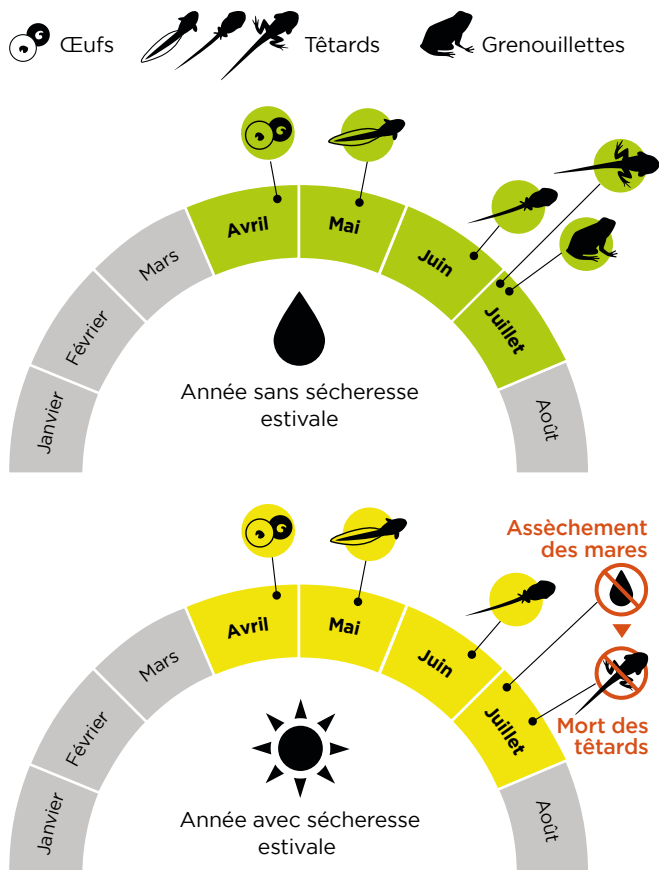 Œufs
Têtards
Grenouillettes
Janvier
Février
Mars
Avril
Mai
Juin
Juillet
Août
Année sans sécheresse
estivale
Assèchement
des mares
Mort des
têtards
Janvier
Février
Mars
Avril
Mai
Juin
Juillet
Août
Année avec sécheresse
estivale